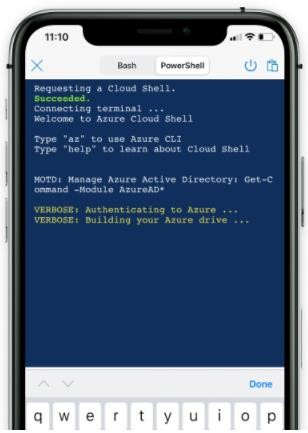 11:10
Bash PowerShell
Requesting a Cloud Shell.
Succeeded.
Connecting terminal ...
Welcome to Azure Cloud Shell
Type "az" to use Azure CLI
Type "help" to learn about Cloud Shell
MOTD: Manage Azure Active Directory: Get-C
ommand -Module AzureAD*
VERBOSE: Authenticating to Azure ...
VERBOSE: Building your Azure drive ...
Done
q w e r t y u i o p